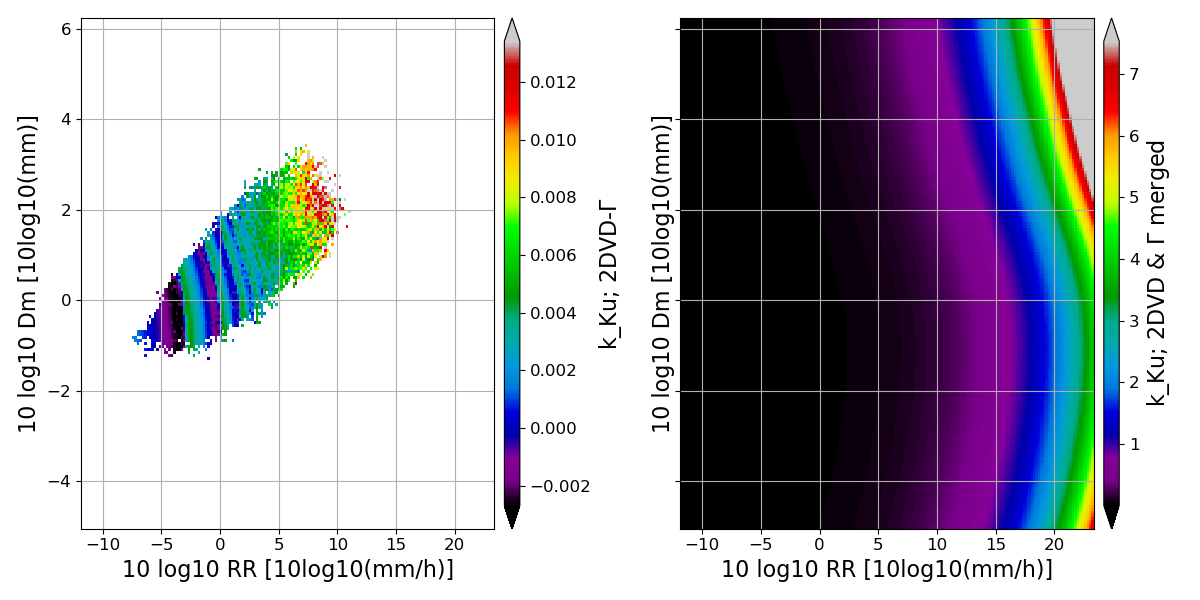 6
4
2
0
−2
−4
10 log10 Dm [10log10(mm)]
−10 −5 0 5 10 15 20
10 log10 RR [10log10(mm/h)]
0.012
0.010
0.008
0.006
0.004
0.002
0.000
−0.002
k_Ku; 2DVD-Γ
10 log10 Dm [10log10(mm)]
−10 −5 0 5 10 15 20
10 log10 RR [10log10(mm/h)]
7
6
5
4
3
2
1
k_Ku; 2DVD & Γ merged